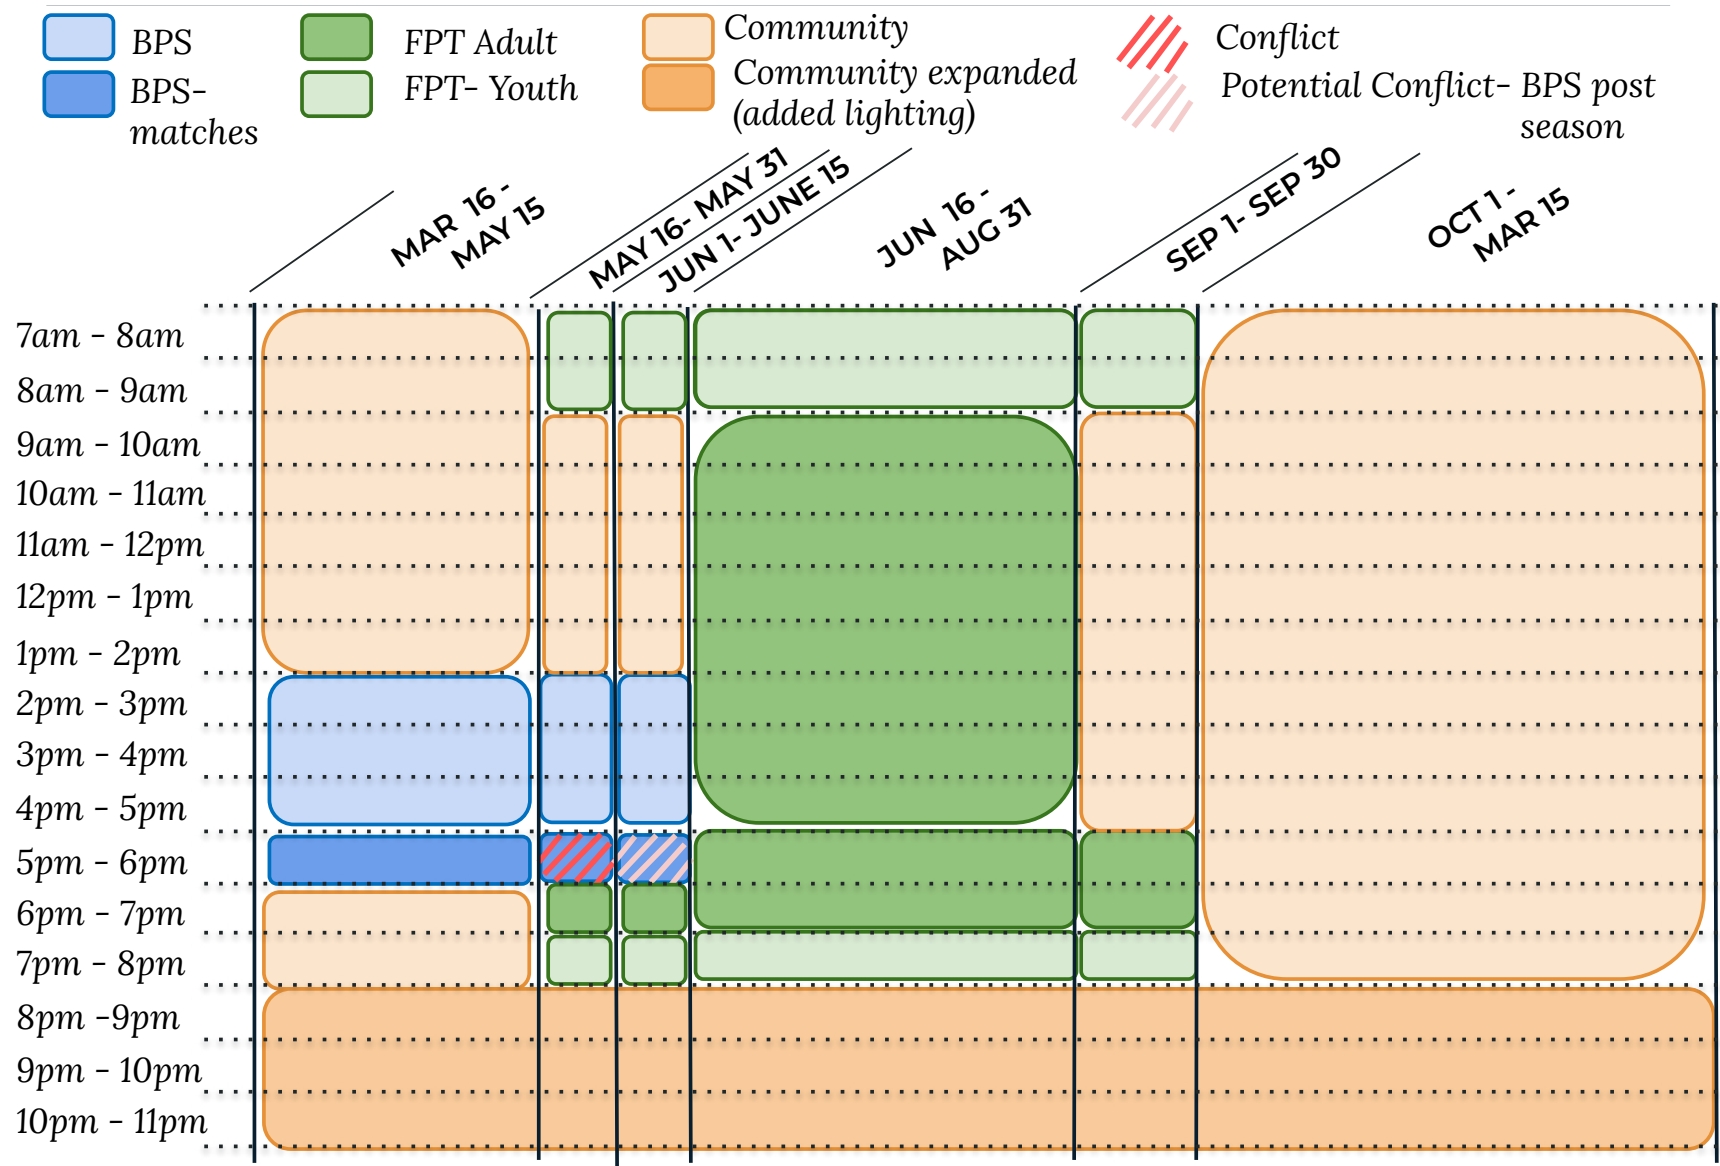 BPS
BPS-
matches
FPT Adult
FPT- Youth
Community
Community expanded
(added lighting)
Conflict
Potential Conflict- BPS post
season
MAR 16 -
MAY 15
MAY 16- MAY 31
JUN 1- JUNE 15
JUN 16 -
AUG 31
SEP 1- SEP 30
OCT 1 -
MAR 15
7am - 8am
8am - 9am
9am - 10am
10am - 11am
11am - 12pm
12pm - 1pm
1pm - 2pm
2pm - 3pm
3pm - 4pm
4pm - 5pm
5pm - 6pm
6pm - 7pm
7pm - 8pm
8pm -9pm
9pm - 10pm
10pm - 11pm